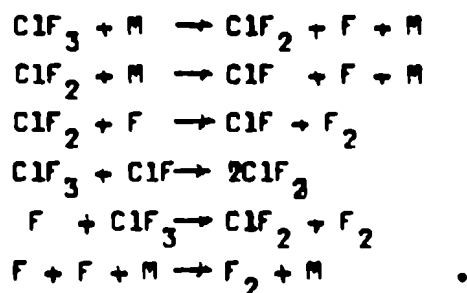 ClF₃ + M → ClF₂ + F + M
ClF₂ + M → ClF + F + M
ClF₂ + F → ClF + F₂
ClF₃ + ClF → 2ClF₂
F + ClF₃ → ClF₂ + F₂
F + F + M → F₂ + M .